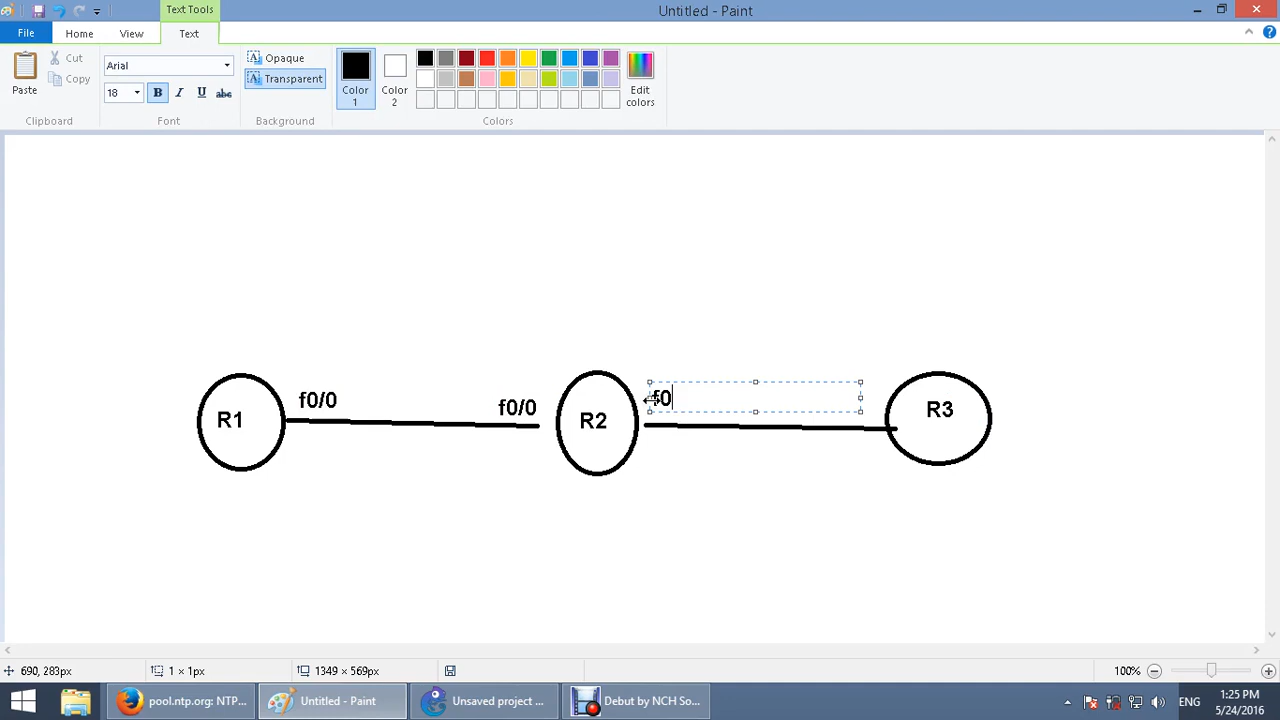 Text Tools
Untitled - Paint
File
Home
View
Text
Paste
Cut
Copy
Clipboard
Arial
18
B
I
U
abc
Font
Opaque
Transparent
Background
Color 1
Color 2
Edit colors
Colors
R1
f0/0
f0/0
R2
f0
R3
690, 283px
1 × 1px
1349 × 569px
100%
pool.ntp.org: NTP...
Untitled - Paint
Unsaved project ...
Debut by NCH So...
ENG
1:25 PM
5/24/2016